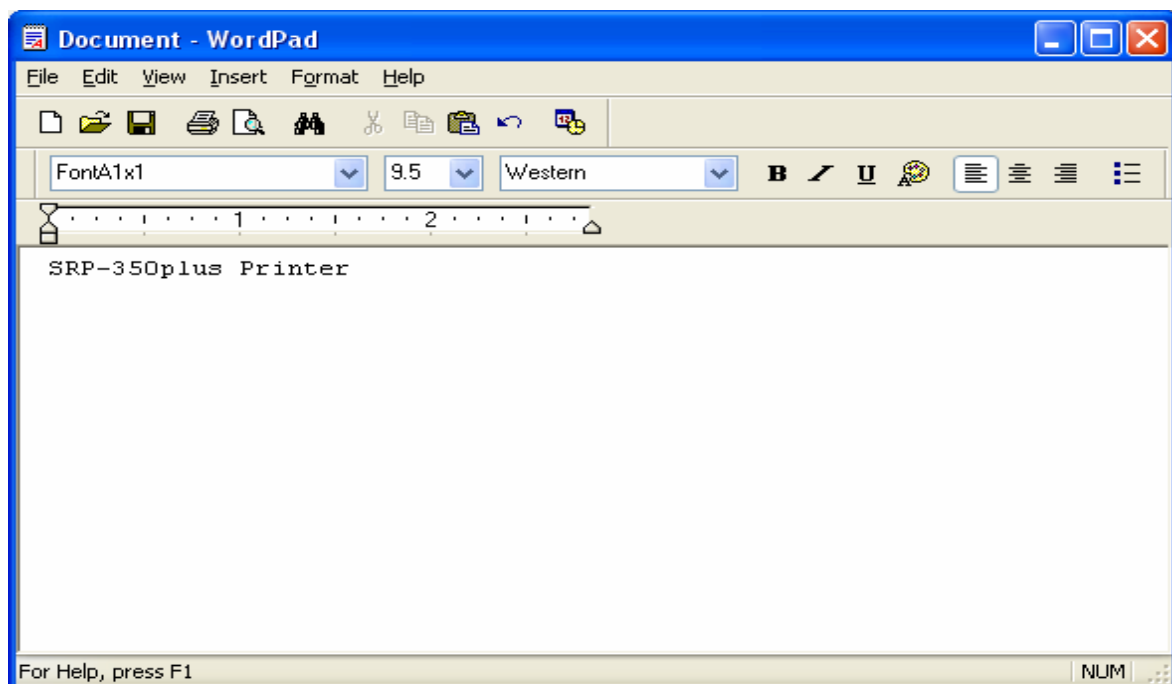 Document - WordPad
File Edit View Insert Format Help
FontA1x1 9.5 Western B I U
1 2
SRP-350plus Printer
For Help, press F1 NUM